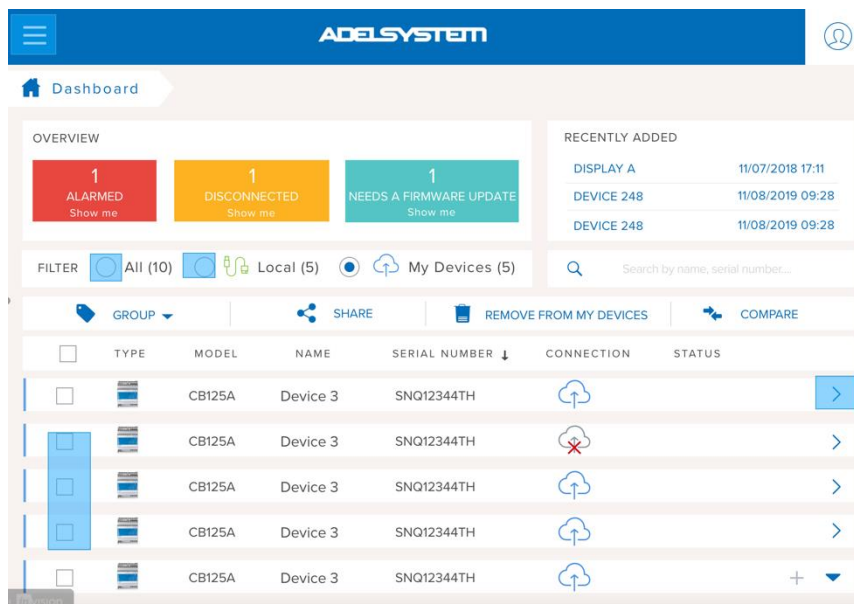 ADELSYSTEM
Dashboard
OVERVIEW
1
ALARMED
Show me
1
DISCONNECTED
Show me
1
NEEDS A FIRMWARE UPDATE
Show me
RECENTLY ADDED
DISPLAY A 11/07/2018 17:11
DEVICE 248 11/08/2019 09:28
DEVICE 248 11/08/2019 09:28
FILTER All (10) Local (5) My Devices (5)
Search by name, serial number...
GROUP SHARE REMOVE FROM MY DEVICES COMPARE
TYPE MODEL NAME SERIAL NUMBER CONNECTION STATUS
CB125A Device 3 SNQ12344TH
CB125A Device 3 SNQ12344TH
CB125A Device 3 SNQ12344TH
CB125A Device 3 SNQ12344TH
CB125A Device 3 SNQ12344TH